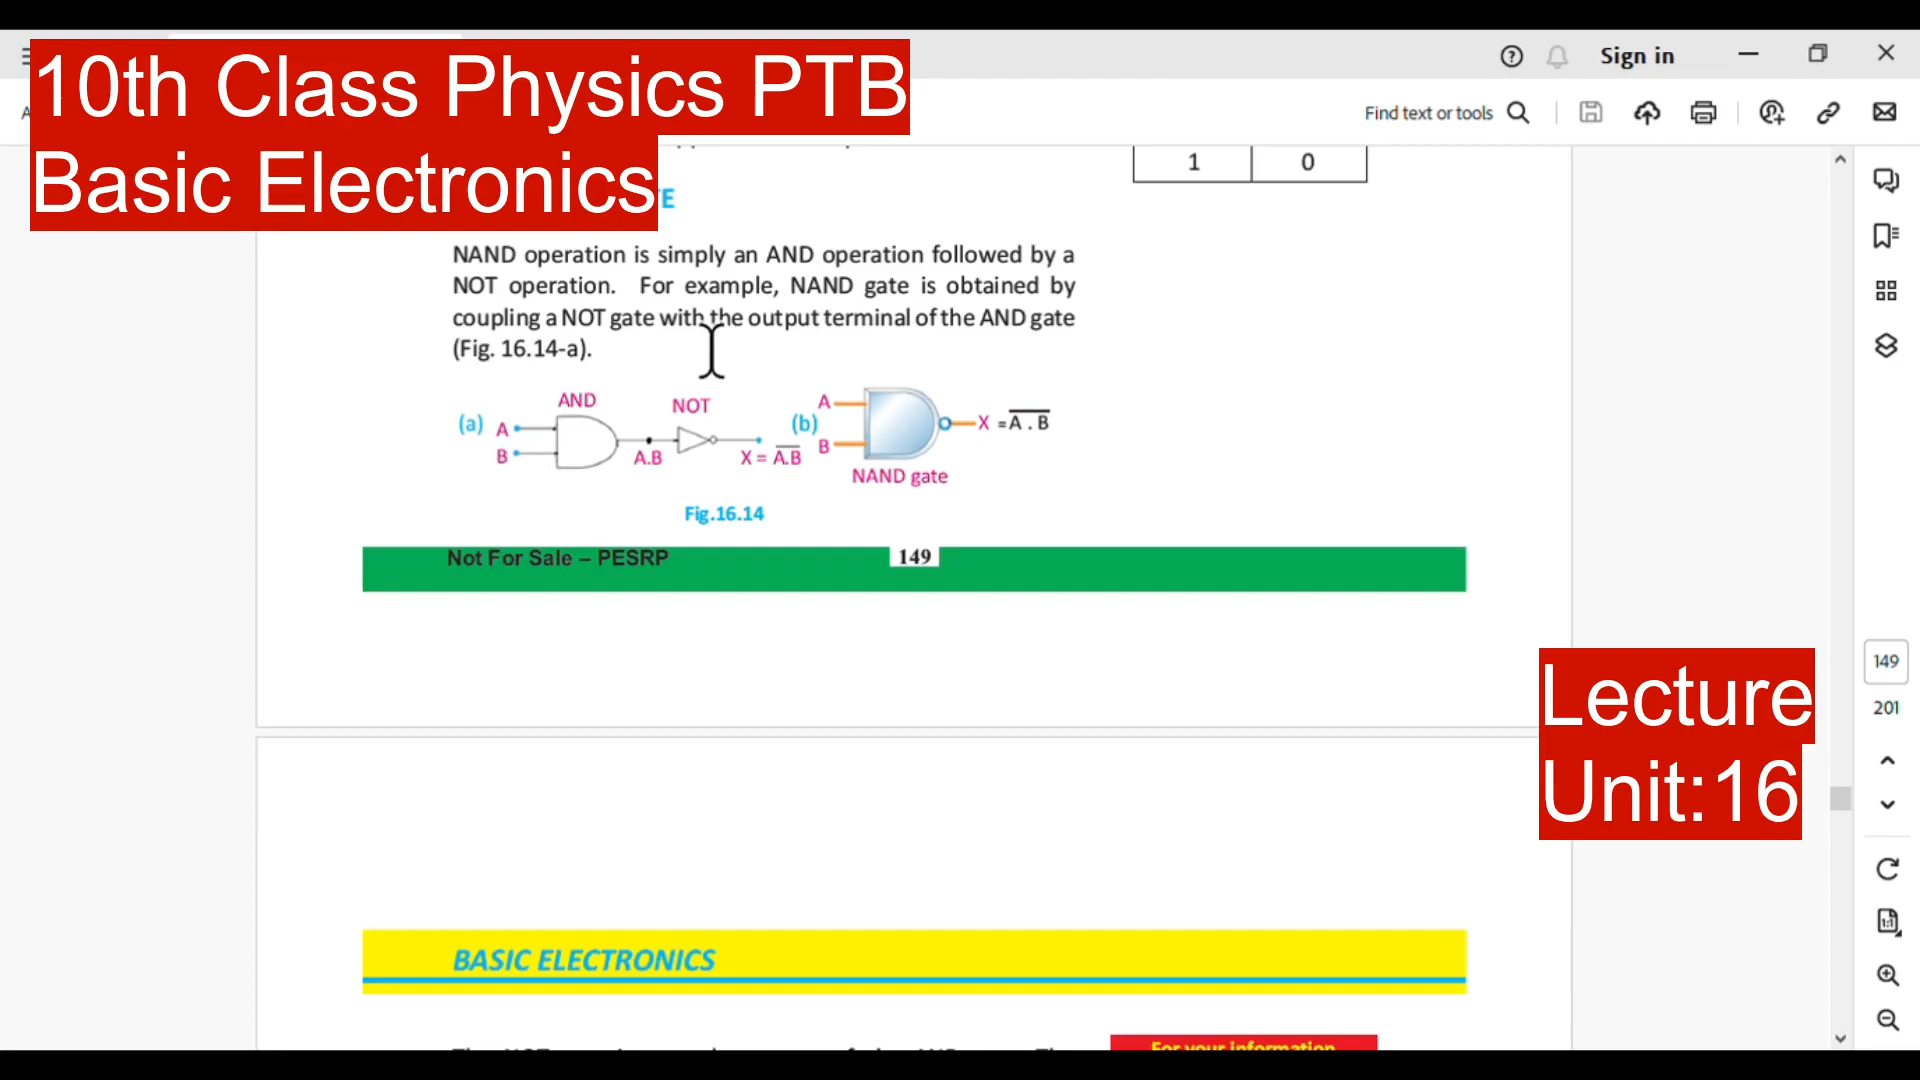 10th Class Physics PTB
Basic Electronics
Sign in
Find text or tools
1 0
NAND operation is simply an AND operation followed by a
NOT operation. For example, NAND gate is obtained by
coupling a NOT gate with the output terminal of the AND gate
(Fig. 16.14-a).
(a) A B AND A.B NOT X = A̅.̅B̅
(b) A B X = A̅ ̅.̅ ̅B̅
NAND gate
Fig.16.14
Not For Sale – PESRP 149
Lecture
Unit:16
149
201
BASIC ELECTRONICS
For your information